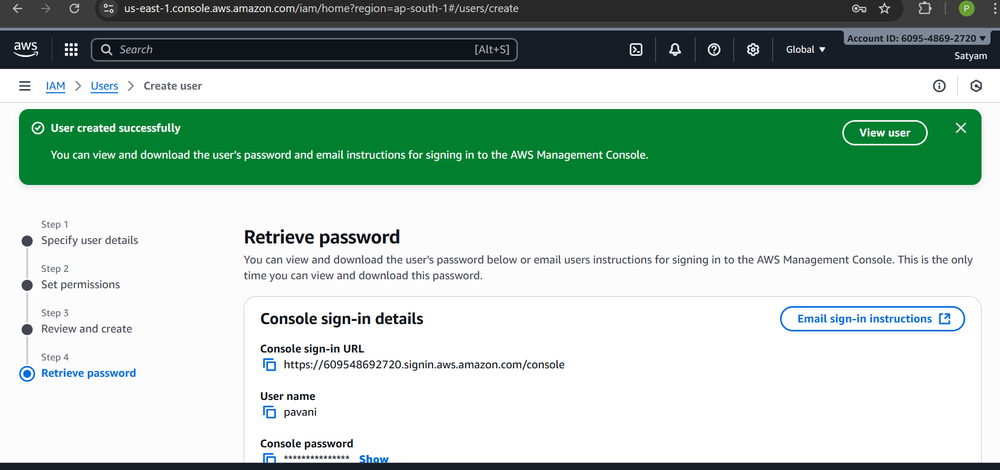 us-east-1.console.aws.amazon.com/iam/home?region=ap-south-1#/users/create
P
aws
Search
[Alt+S]
Global
Account ID: 6095-4869-2720
Satyam
IAM
Users
Create user
User created successfully
View user
You can view and download the user's password and email instructions for signing in to the AWS Management Console.
Step 1
Specify user details
Step 2
Set permissions
Step 3
Review and create
Step 4
Retrieve password
Retrieve password
You can view and download the user's password below or email users instructions for signing in to the AWS Management Console. This is the only
time you can view and download this password.
Console sign-in details
Email sign-in instructions
Console sign-in URL
https://609548692720.signin.aws.amazon.com/console
User name
pavani
Console password
*************** Show